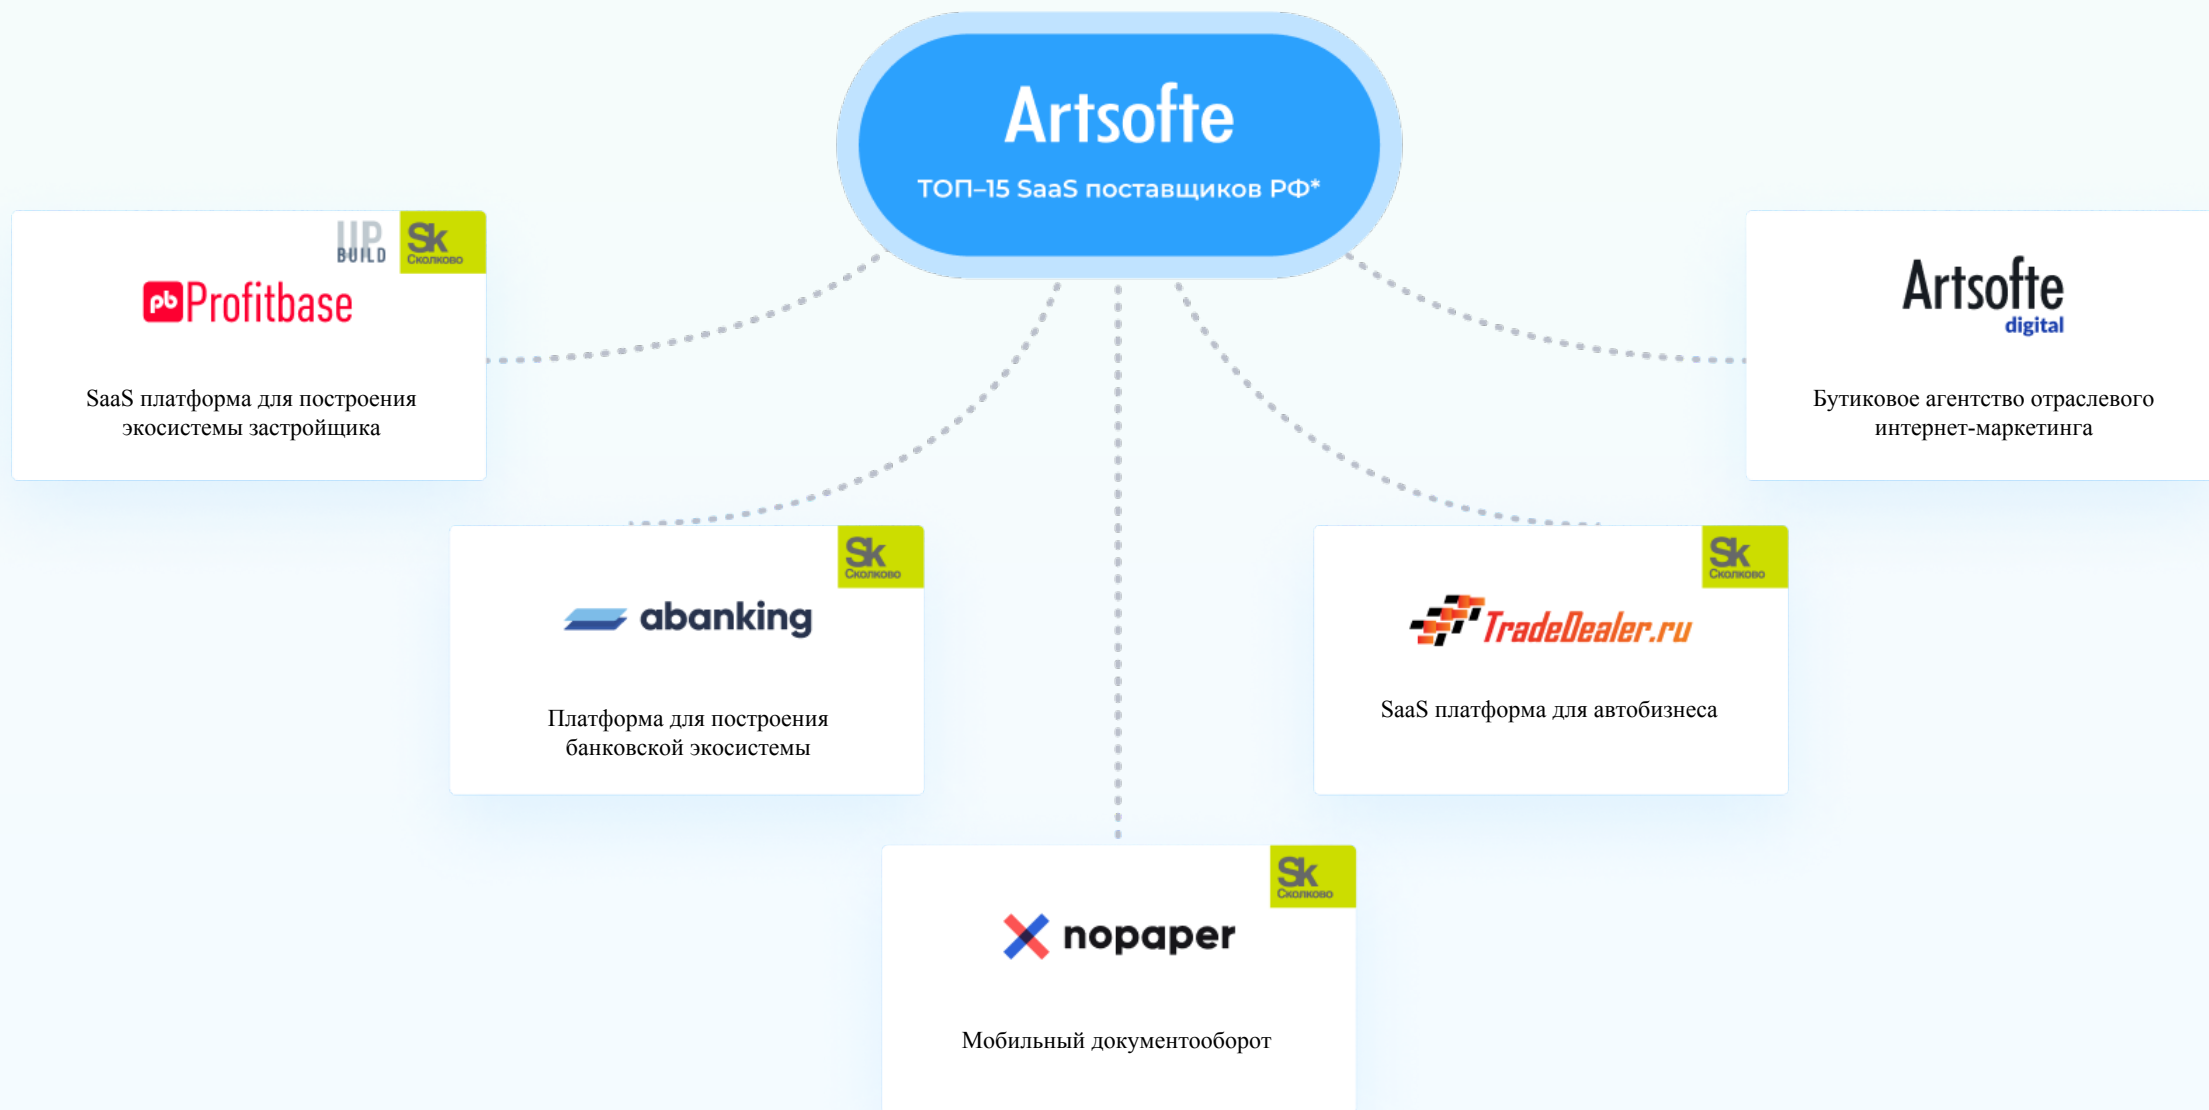 Artsofte
ТОП–15 SaaS поставщиков РФ*
UP
BUILD
Sk
Сколково
pb Profitbase
SaaS платформа для построения
экосистемы застройщика
Artsofte
digital
Бутиковое агентство отраслевого
интернет-маркетинга
Sk
Сколково
abanking
Платформа для построения
банковской экосистемы
Sk
Сколково
TradeDealer.ru
SaaS платформа для автобизнеса
Sk
Сколково
nopaper
Мобильный документооборот